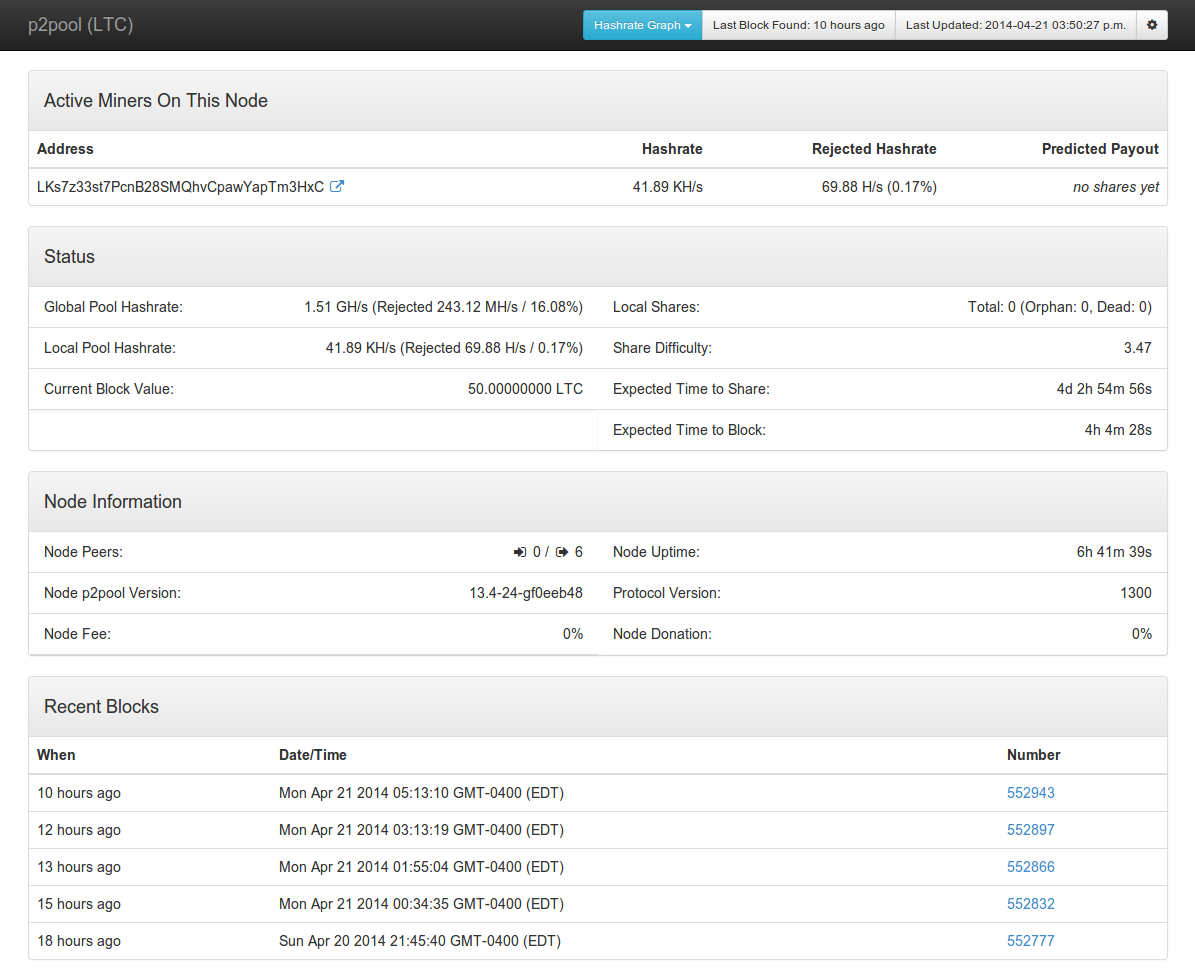 p2pool (LTC)
Hashrate Graph
Last Block Found: 10 hours ago
Last Updated: 2014-04-21 03:50:27 p.m.
Active Miners On This Node
Address Hashrate Rejected Hashrate Predicted Payout
LKs7z33st7PcnB28SMQhvCpawYapTm3HxC 41.89 KH/s 69.88 H/s (0.17%) no shares yet
Status
Global Pool Hashrate: 1.51 GH/s (Rejected 243.12 MH/s / 16.08%) Local Shares: Total: 0 (Orphan: 0, Dead: 0)
Local Pool Hashrate: 41.89 KH/s (Rejected 69.88 H/s / 0.17%) Share Difficulty: 3.47
Current Block Value: 50.00000000 LTC Expected Time to Share: 4d 2h 54m 56s
Expected Time to Block: 4h 4m 28s
Node Information
Node Peers: 0 / 6 Node Uptime: 6h 41m 39s
Node p2pool Version: 13.4-24-gf0eeb48 Protocol Version: 1300
Node Fee: 0% Node Donation: 0%
Recent Blocks
When Date/Time Number
10 hours ago Mon Apr 21 2014 05:13:10 GMT-0400 (EDT) 552943
12 hours ago Mon Apr 21 2014 03:13:19 GMT-0400 (EDT) 552897
13 hours ago Mon Apr 21 2014 01:55:04 GMT-0400 (EDT) 552866
15 hours ago Mon Apr 21 2014 00:34:35 GMT-0400 (EDT) 552832
18 hours ago Sun Apr 20 2014 21:45:40 GMT-0400 (EDT) 552777